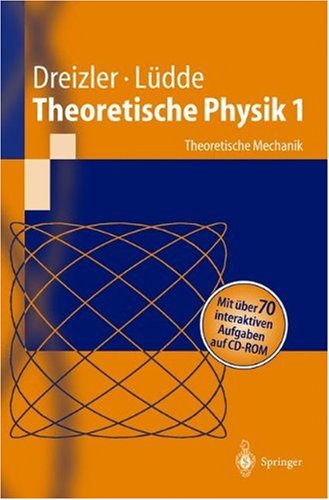 Dreizler · Lüdde
Theoretische Physik 1
Theoretische Mechanik
Mit über 70
interaktiven
Aufgaben
auf CD-ROM
Springer